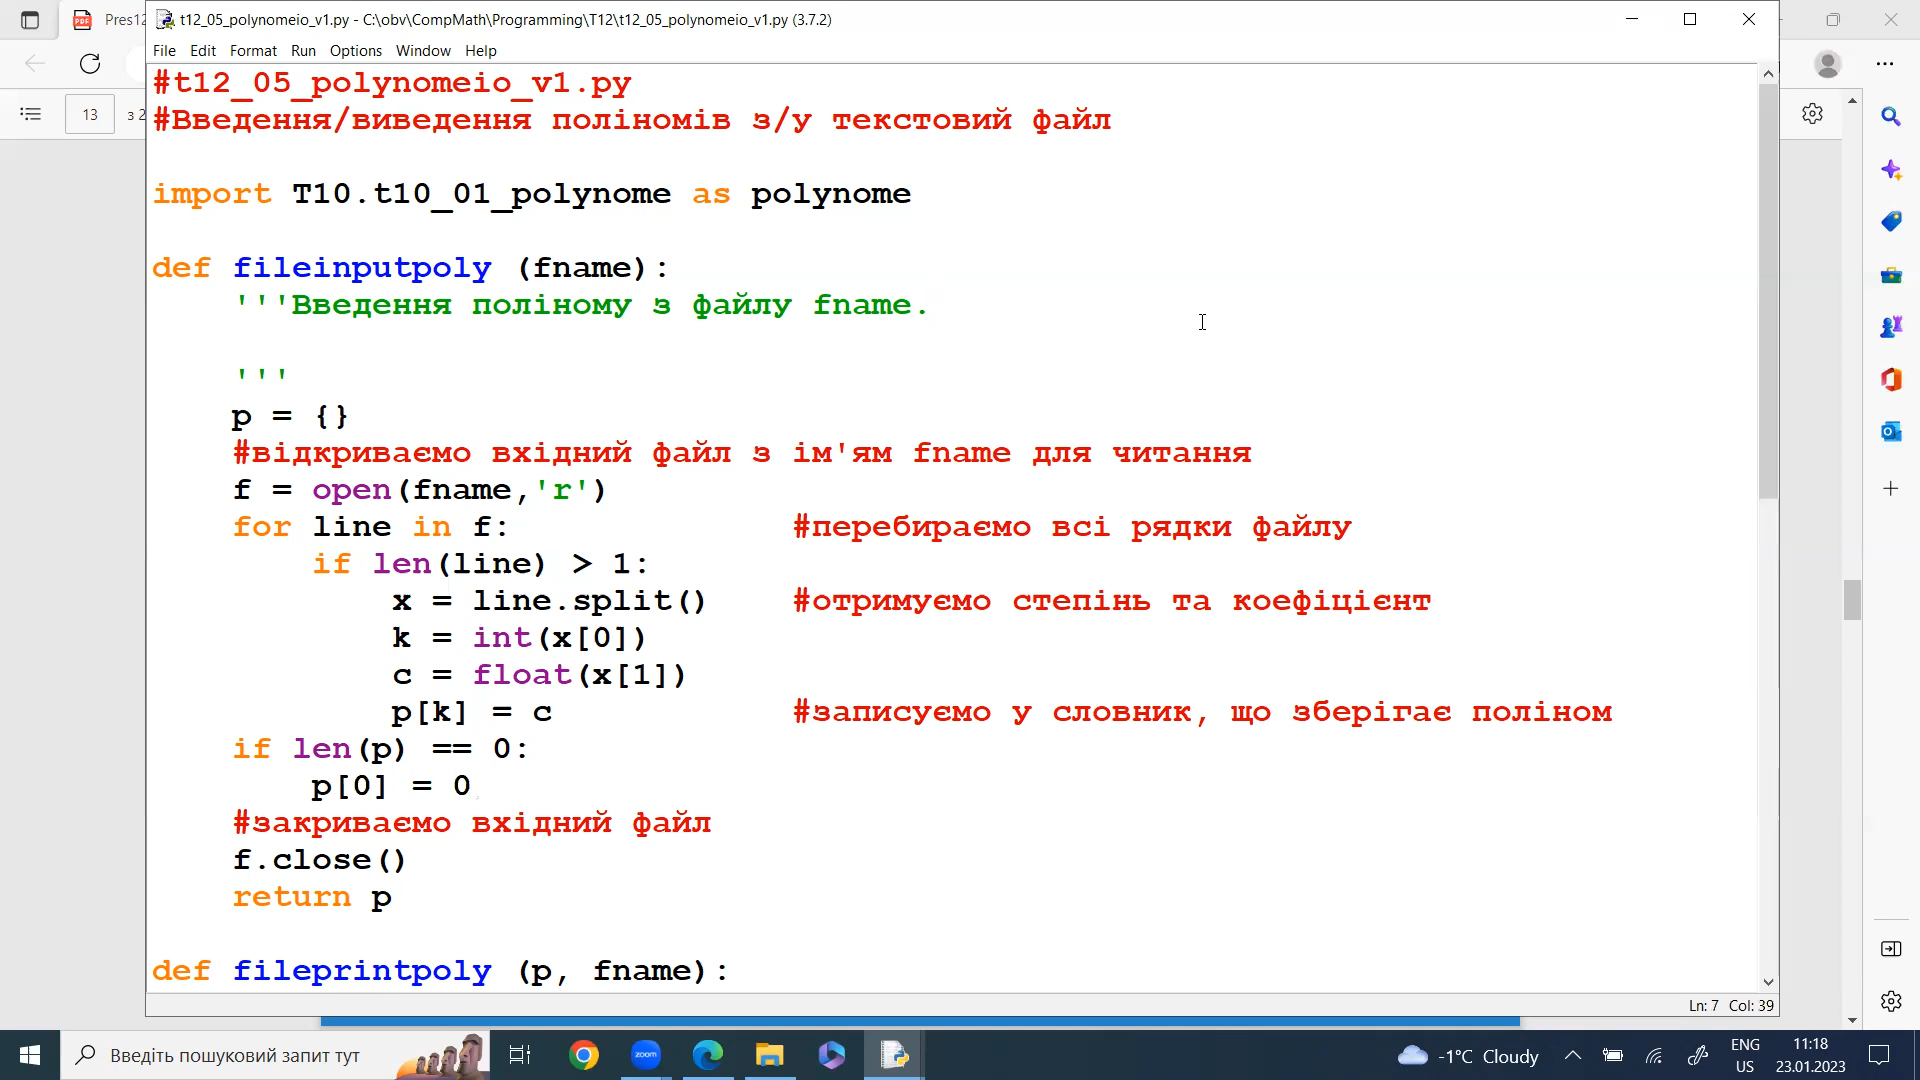 Pres12
t12_05_polynomeio_v1.py - C:\obv\CompMath\Programming\T12\t12_05_polynomeio_v1.py (3.7.2)
File Edit Format Run Options Window Help
13 з 2
#t12_05_polynomeio_v1.py
#Введення/виведення поліномів з/у текстовий файл
import T10.t10_01_polynome as polynome
def fileinputpoly (fname):
'''Введення поліному з файлу fname.
'''
p = {}
#відкриваємо вхідний файл з ім'ям fname для читання
f = open(fname,'r')
for line in f: #перебираємо всі рядки файлу
if len(line) > 1:
x = line.split() #отримуємо степінь та коефіцієнт
k = int(x[0])
c = float(x[1])
p[k] = c #записуємо у словник, що зберігає поліном
if len(p) == 0:
p[0] = 0
#закриваємо вхідний файл
f.close()
return p
def fileprintpoly (p, fname):
Ln: 7 Col: 39
Введіть пошуковий запит тут
zoom
-1°C Cloudy
ENG
US
11:18
23.01.2023